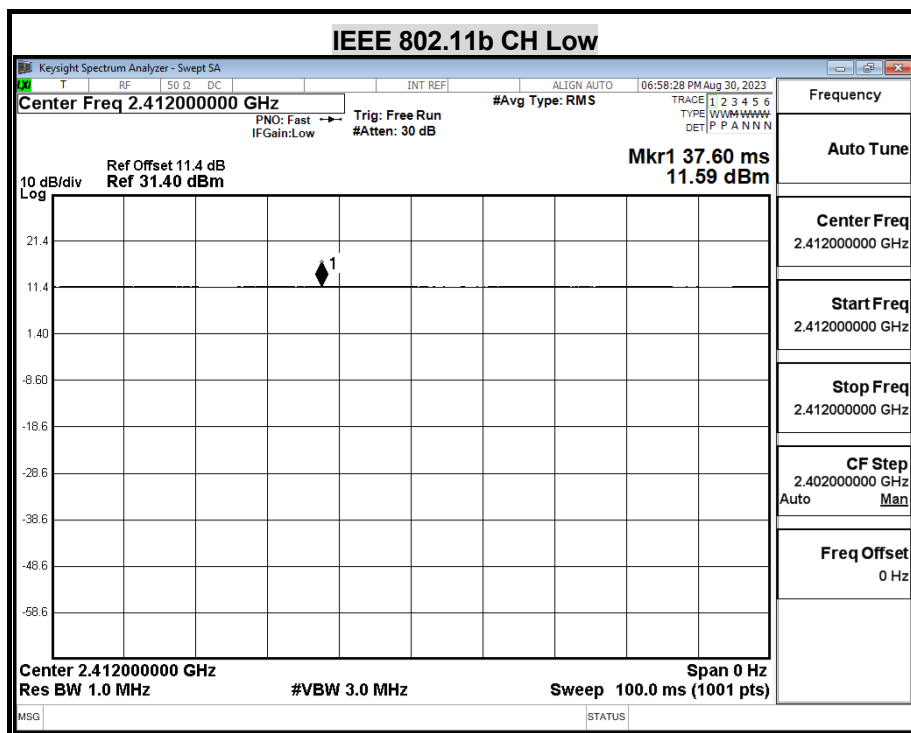 IEEE 802.11b CH Low
Keysight Spectrum Analyzer - Swept SA
LXI T RF 50 Ω DC INT REF ALIGN AUTO 06:58:28 PM Aug 30, 2023
Center Freq 2.412000000 GHz
PNO: Fast
IFGain:Low
Trig: Free Run
#Atten: 30 dB
#Avg Type: RMS
TRACE 1 2 3 4 5 6
TYPE W W M W W W
DET P P A N N N
Mkr1 37.60 ms
11.59 dBm
Ref Offset 11.4 dB
10 dB/div Ref 31.40 dBm
Log
21.4
11.4
1.40
-8.60
-18.6
-28.6
-38.6
-48.6
-58.6
1
Center 2.412000000 GHz Span 0 Hz
Res BW 1.0 MHz #VBW 3.0 MHz Sweep 100.0 ms (1001 pts)
MSG STATUS
Frequency
Auto Tune
Center Freq
2.412000000 GHz
Start Freq
2.412000000 GHz
Stop Freq
2.412000000 GHz
CF Step
2.402000000 GHz
Auto Man
Freq Offset
0 Hz